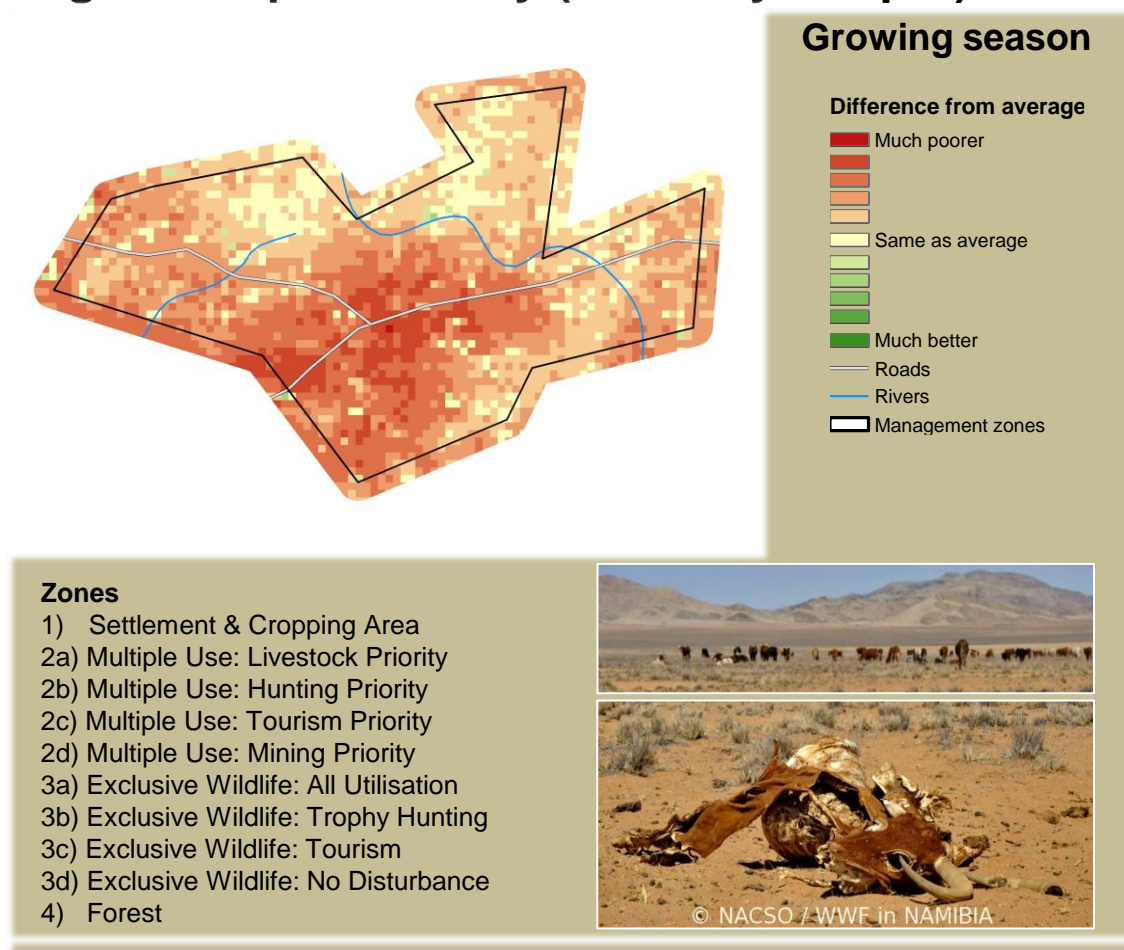 Growing season
Difference from average
Much poorer
Same as average
Much better
Roads
Rivers
Management zones
Zones
1) Settlement & Cropping Area
2a) Multiple Use: Livestock Priority
2b) Multiple Use: Hunting Priority
2c) Multiple Use: Tourism Priority
2d) Multiple Use: Mining Priority
3a) Exclusive Wildlife: All Utilisation
3b) Exclusive Wildlife: Trophy Hunting
3c) Exclusive Wildlife: Tourism
3d) Exclusive Wildlife: No Disturbance
4) Forest
© NACSO / WWF in NAMIBIA